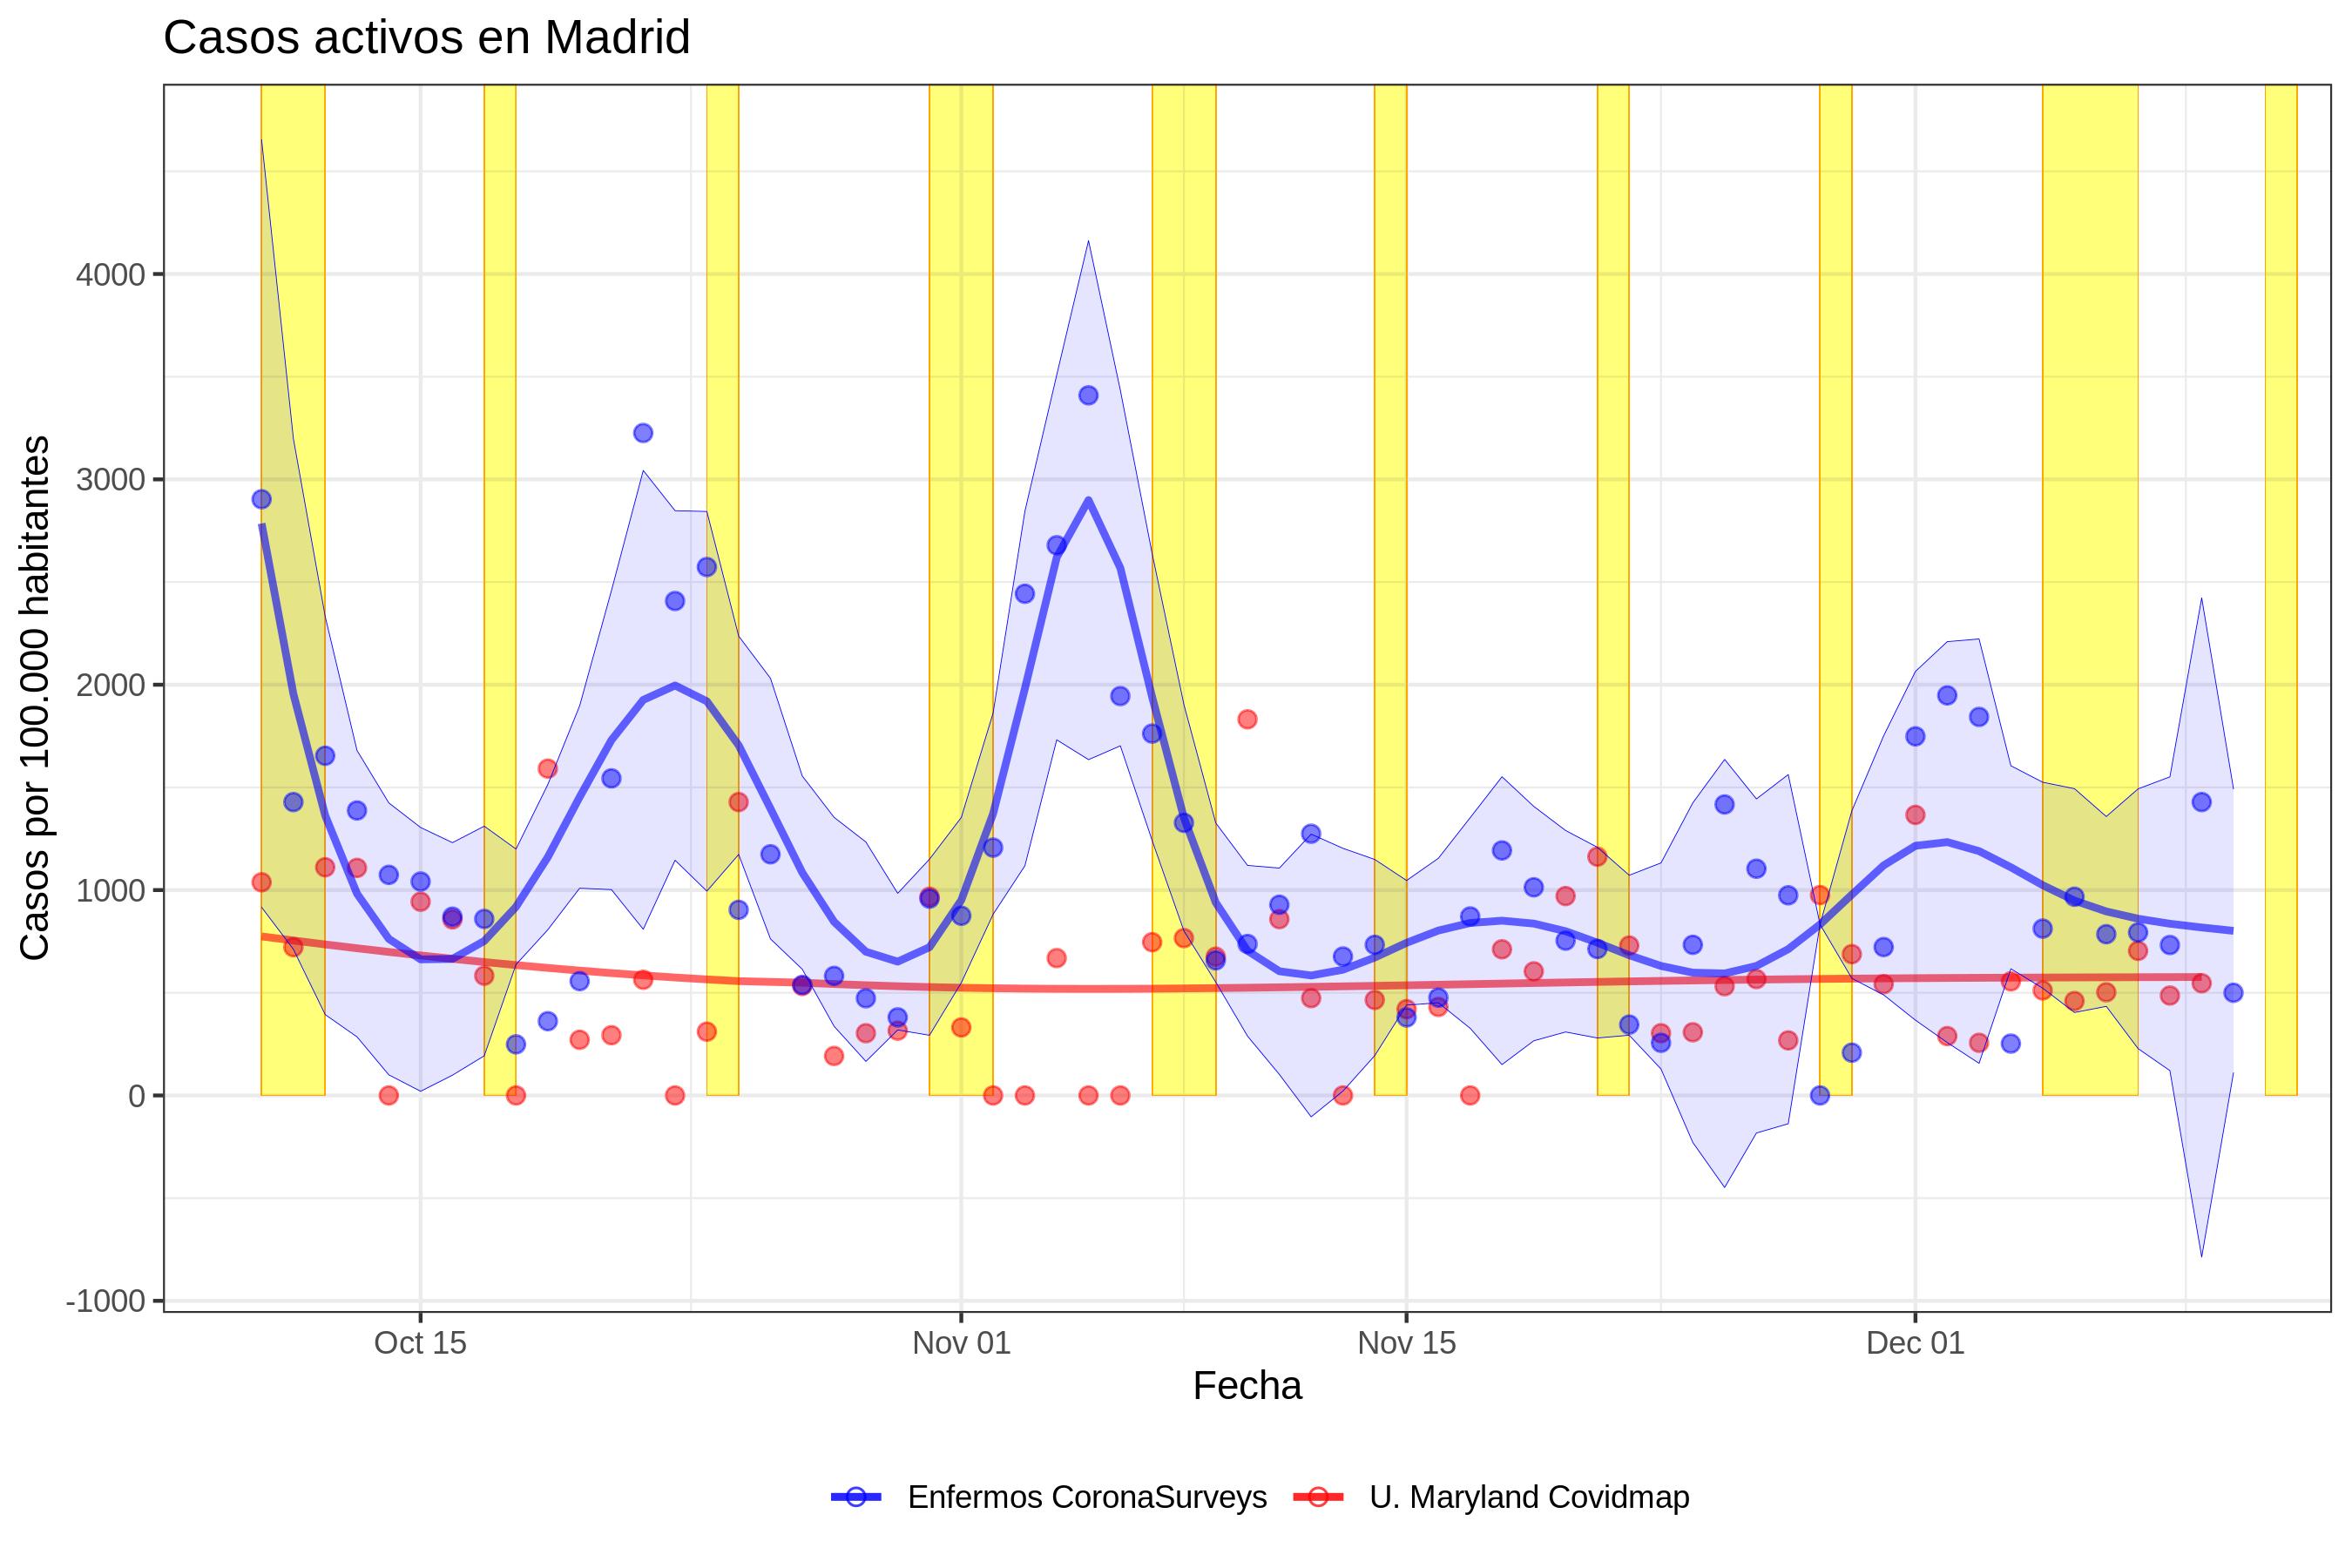 Casos activos en Madrid
Casos por 100.000 habitantes
4000
3000
2000
1000
0
-1000
Oct 15
Nov 01
Nov 15
Dec 01
Fecha
Enfermos CoronaSurveys
U. Maryland Covidmap